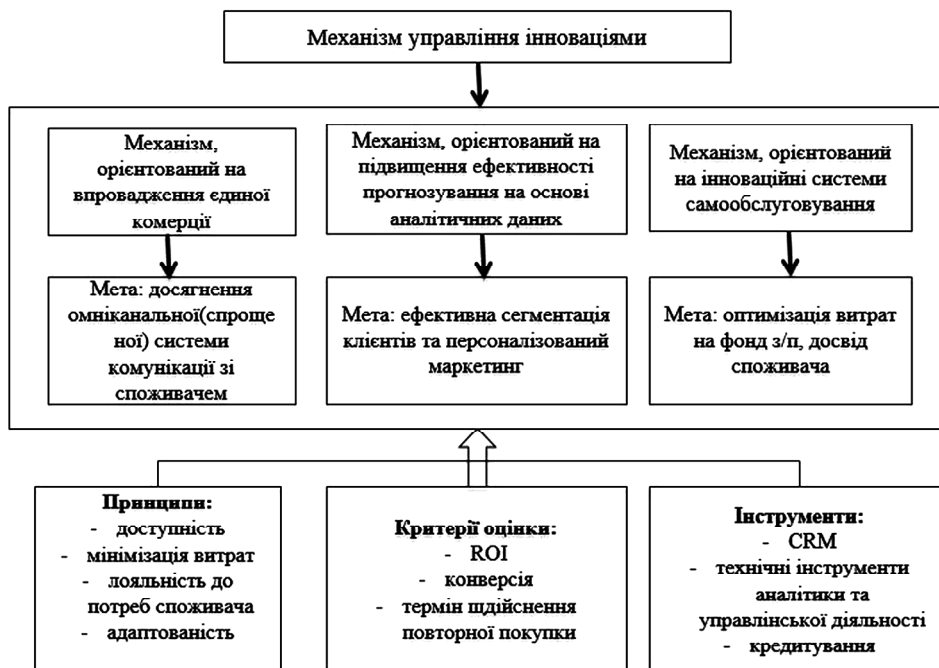 Механізм управління інноваціями
Механізм,
орієнтований на
впровадження єдиної
комерції
Механізм, орієнтований на
підвищення ефективності
прогнозування на основі
аналітичних даних
Механізм, орієнтований
на інноваційні системи
самообслуговування
Мета: досягнення
омніканальної(спроще
ної) системи
комунікації зі
споживачем
Мета: ефективна сегментація
клієнтів та персоналізований
маркетинг
Мета: оптимізація витрат
на фонд з/п, досвід
споживача
Принципи:
- доступність
- мінімізація витрат
- лояльність до
потреб споживача
- адаптованість
Критерії оцінки:
- ROI
- конверсія
- термін щдійснення
повторної покупки
Інструменти:
- CRM
- технічні інструменти
аналітики та
управлінської діяльності
- кредитування